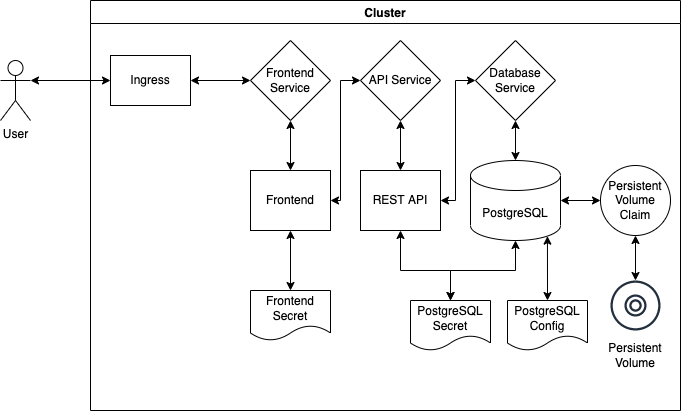 Cluster
User
Ingress
Frontend
Service
API Service
Database
Service
Frontend
REST API
PostgreSQL
Persistent
Volume
Claim
Frontend
Secret
PostgreSQL
Secret
PostgreSQL
Config
Persistent
Volume